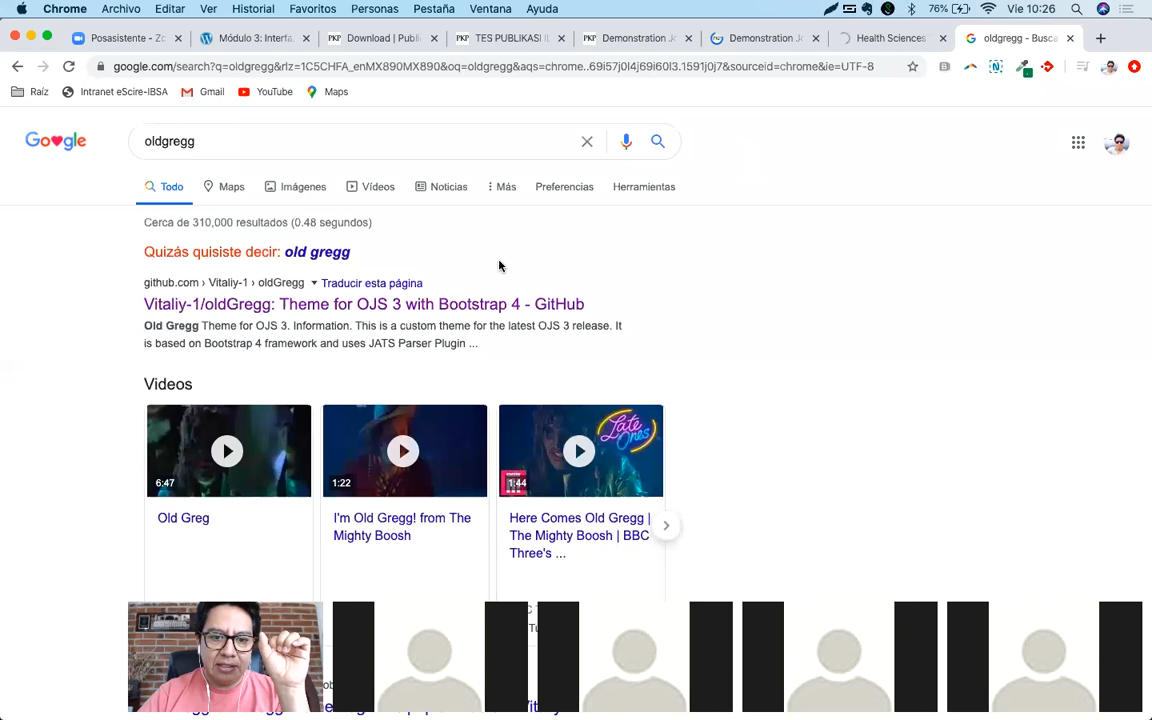 Chrome Archivo Editar Ver Historial Favoritos Personas Pestaña Ventana Ayuda 76% Vie 10:26
Posasistente - Zo Módulo 3: Interfa Download | Publi TES PUBLIKASI IL Demonstration Jo Demonstration Jo Health Sciences oldgregg - Busca
google.com/search?q=oldgregg&rlz=1C5CHFA_enMX890MX890&oq=oldgregg&aqs=chrome..69i57j0l4j69i60l3.1591j0j7&sourceid=chrome&ie=UTF-8
Raíz Intranet eScire-IBSA Gmail YouTube Maps
Google oldgregg
Todo Maps Imágenes Vídeos Noticias Más Preferencias Herramientas
Cerca de 310,000 resultados (0.48 segundos)
Quizás quisiste decir: old gregg
github.com › Vitaliy-1 › oldGregg Traducir esta página
Vitaliy-1/oldGregg: Theme for OJS 3 with Bootstrap 4 - GitHub
Old Gregg Theme for OJS 3. Information. This is a custom theme for the latest OJS 3 release. It
is based on Bootstrap 4 framework and uses JATS Parser Plugin ...
Videos
Late
Ones
6:47 1:22 1:44
Old Greg
I'm Old Gregg! from The
Mighty Boosh
Here Comes Old Gregg |
The Mighty Boosh | BBC
Three's ...